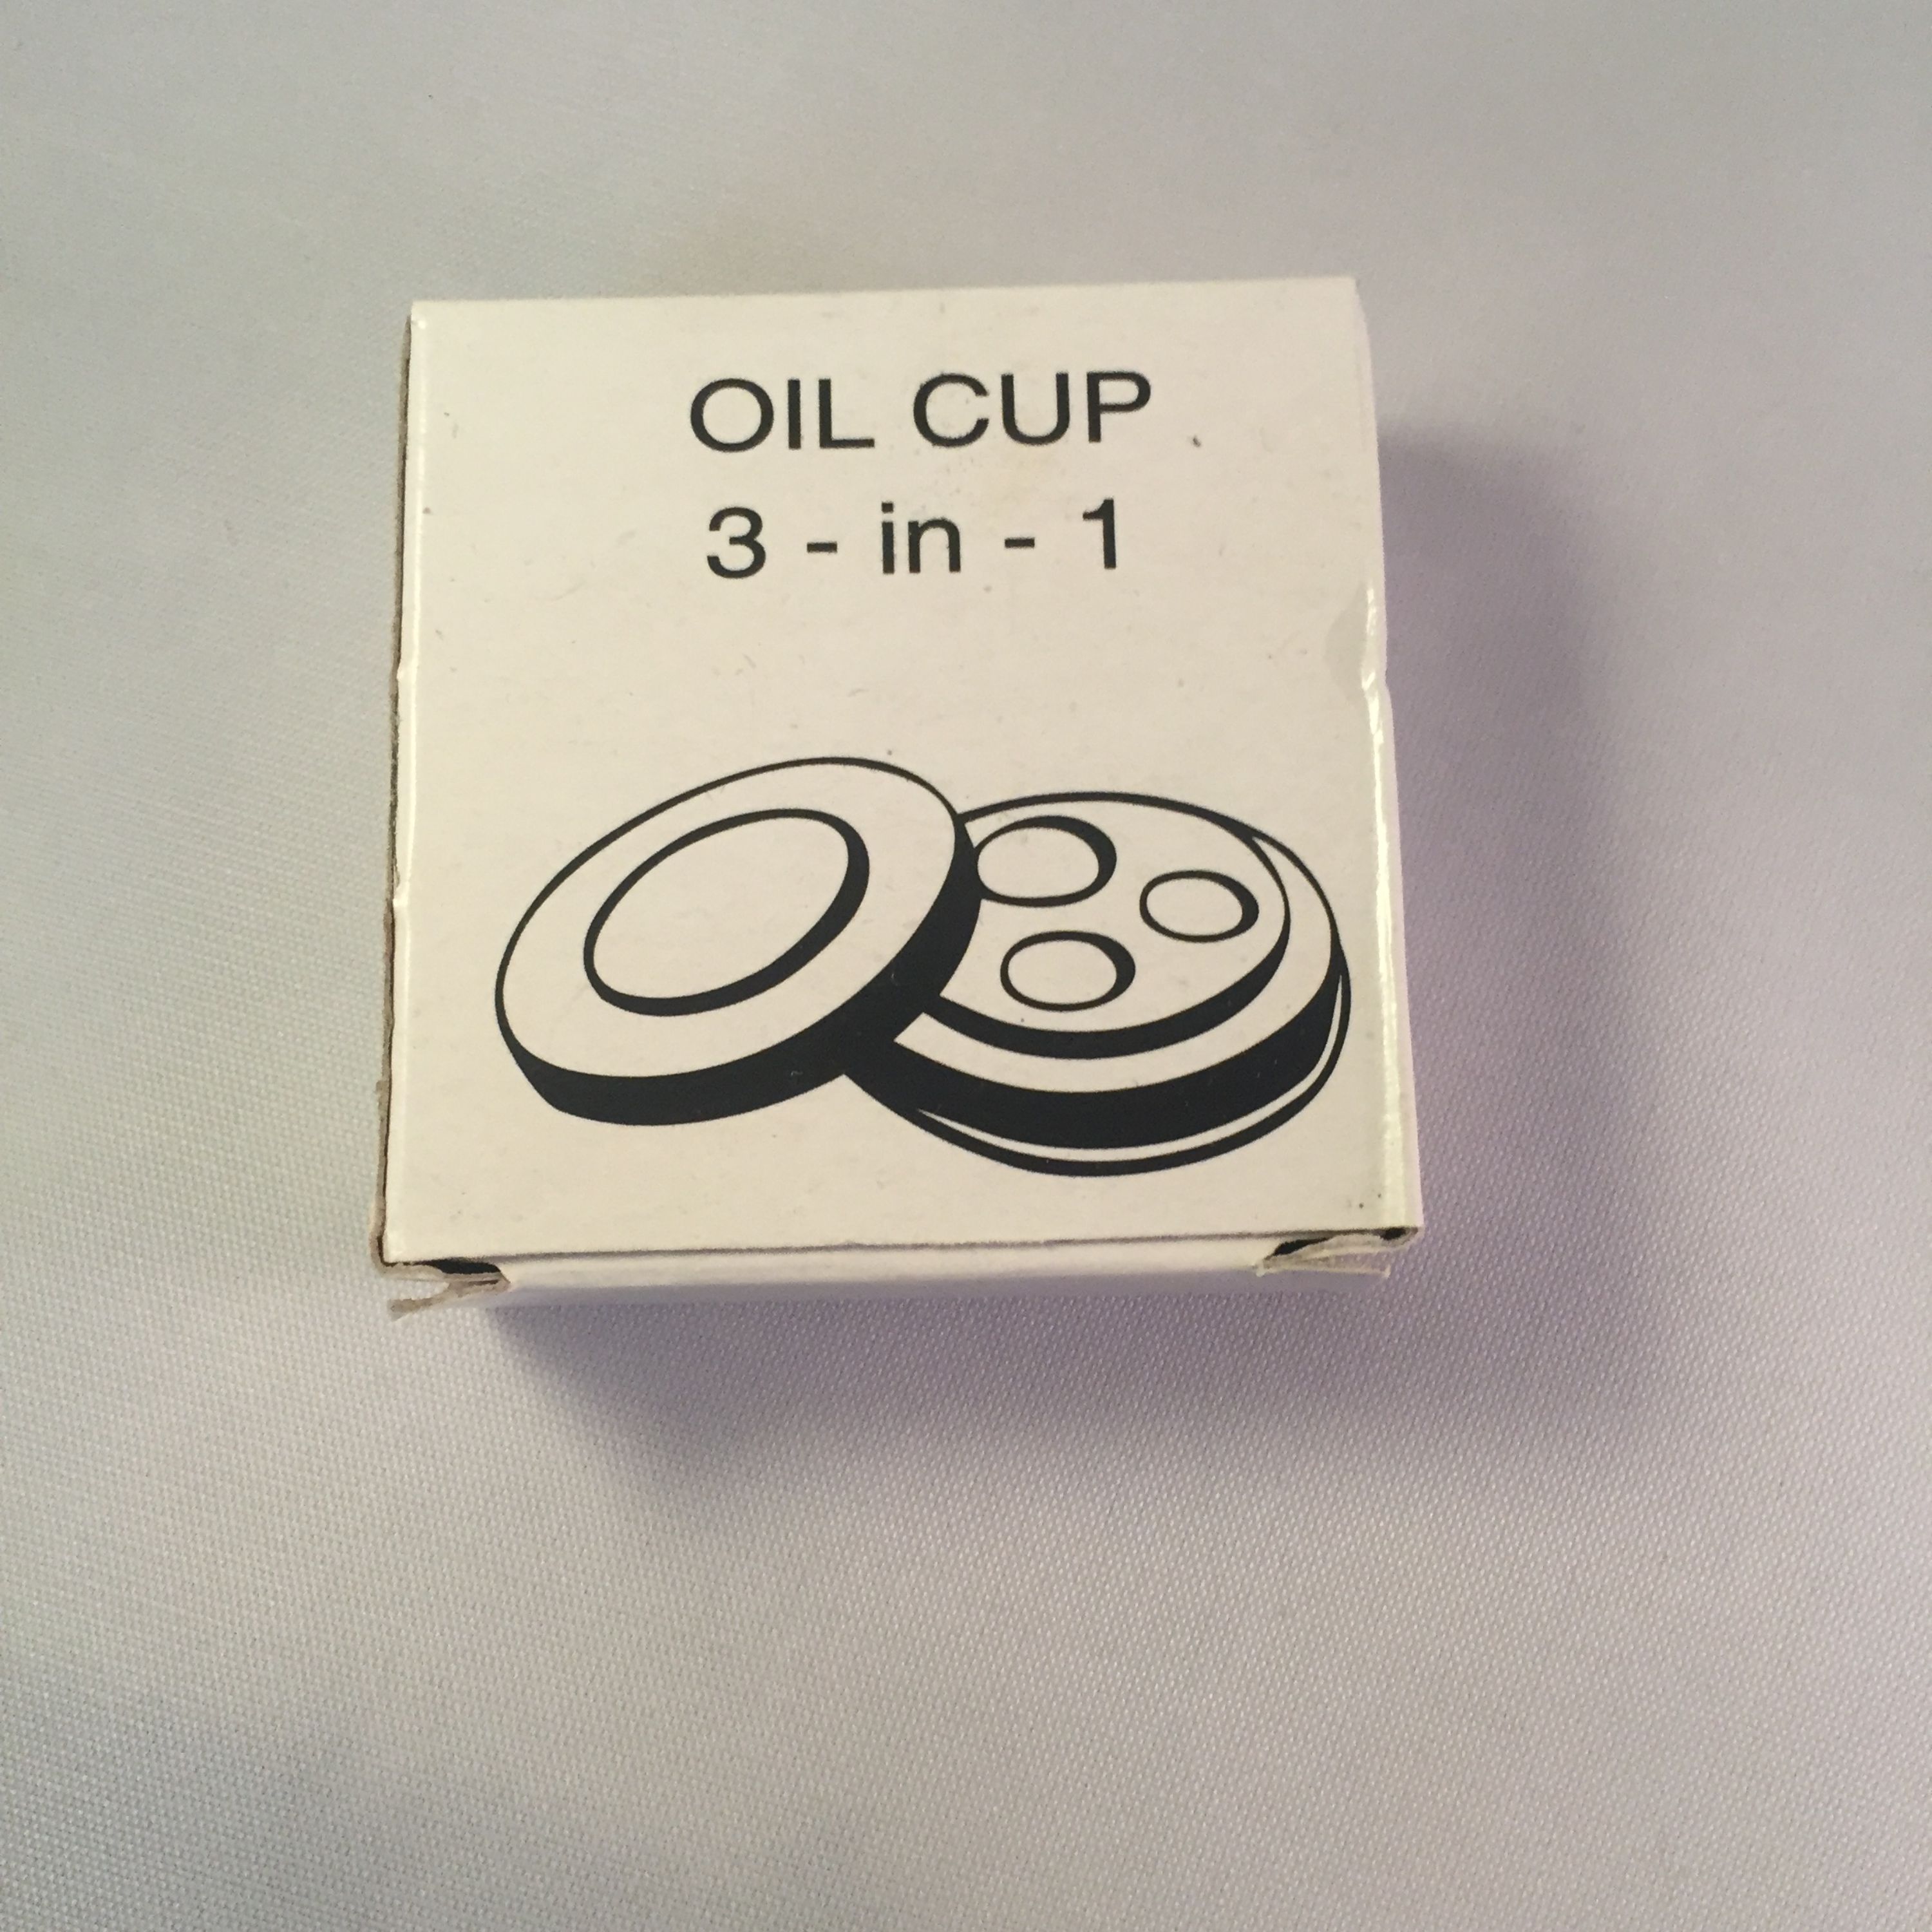 OIL CUP
3 - in - 1